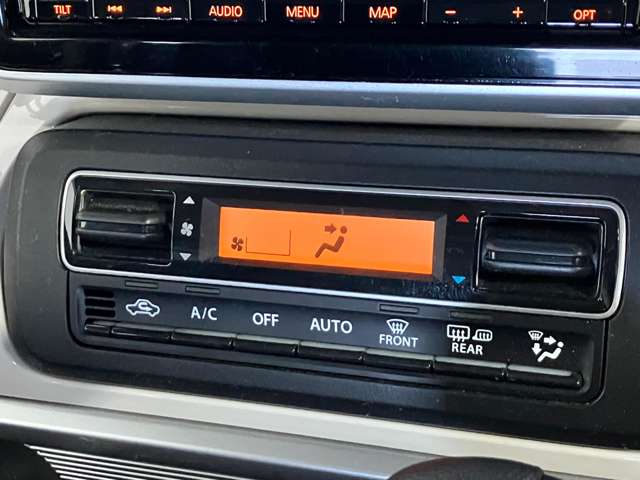 TILT AUDIO MENU MAP − + OPT
A/C OFF AUTO FRONT REAR